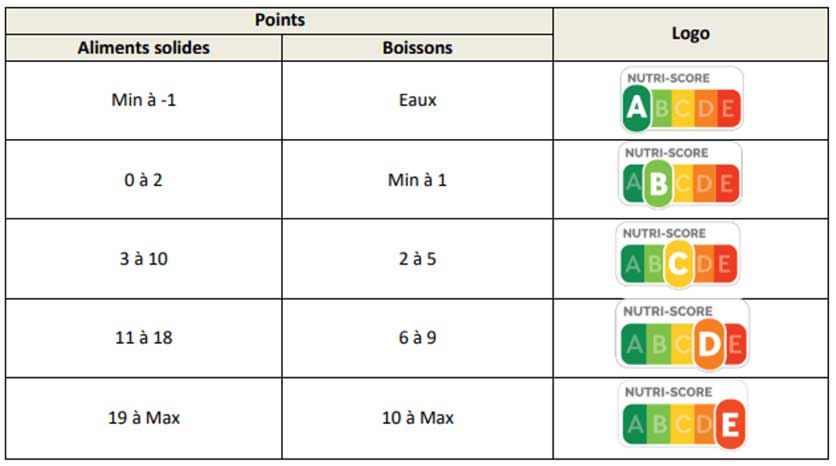 Points
Logo
Aliments solides Boissons
Min à -1 Eaux
NUTRI-SCORE
A B C D E
0 à 2 Min à 1
NUTRI-SCORE
A B C D E
3 à 10 2 à 5
NUTRI-SCORE
A B C D E
11 à 18 6 à 9
NUTRI-SCORE
A B C D E
19 à Max 10 à Max
NUTRI-SCORE
A B C D E